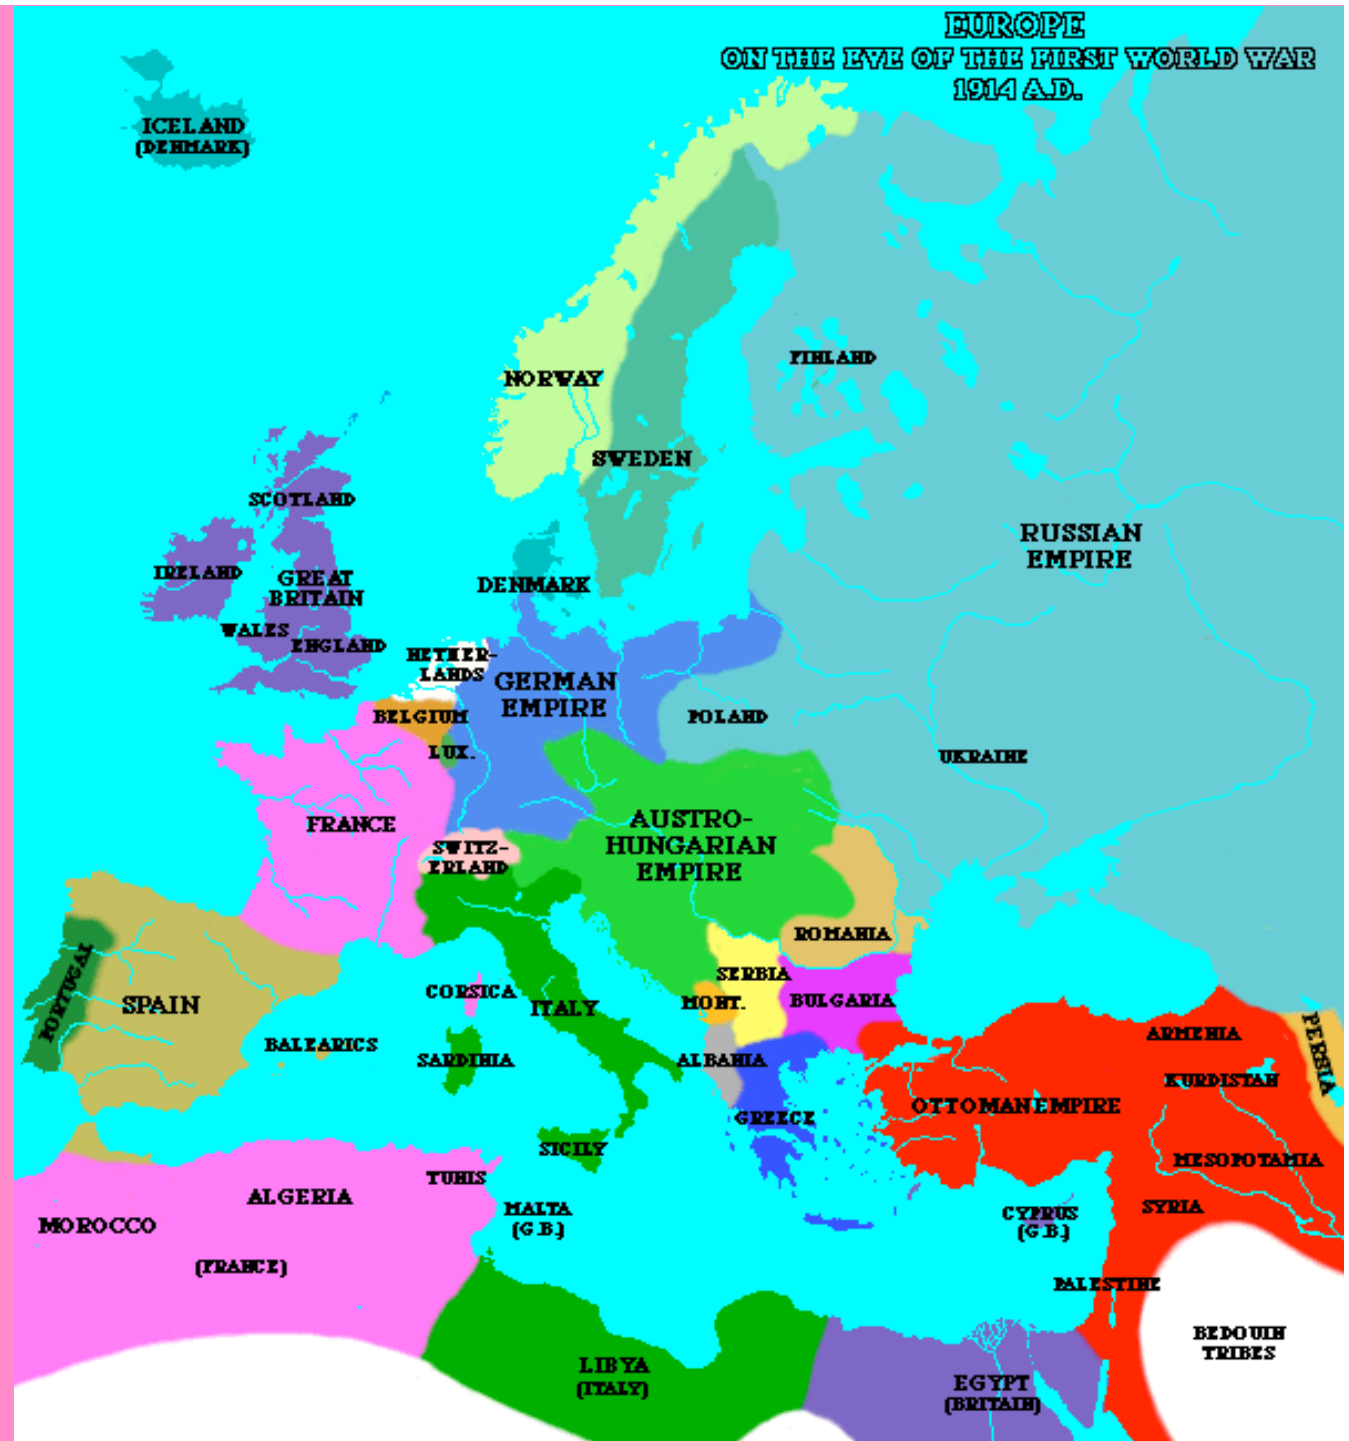 EUROPE
ON THE EVE OF THE FIRST WORLD WAR
1914 A.D.
ICELAND
(DENMARK)
FINLAND
NORWAY
SWEDEN
SCOTLAND
RUSSIAN
EMPIRE
IRELAND
GREAT
BRITAIN
DENMARK
WALES
ENGLAND
NETHER-
LANDS
GERMAN
EMPIRE
BELGIUM
POLAND
LUX.
UKRAINE
FRANCE
AUSTRO-
HUNGARIAN
EMPIRE
SWITZ-
ERLAND
ROMANIA
PORTUGAL
SPAIN
SERBIA
CORSICA
ITALY
MONT.
BULGARIA
BALEARICS
SARDINIA
ALBANIA
ARMENIA
PERSIA
KURDISTAN
OTTOMAN EMPIRE
GREECE
SICILY
MESOPOTAMIA
TUNIS
ALGERIA
MOROCCO
(FRANCE)
MALTA
(G.B.)
CYPRUS
(G.B.)
SYRIA
PALESTINE
BEDOUIN
TRIBES
LIBYA
(ITALY)
EGYPT
(BRITAIN)